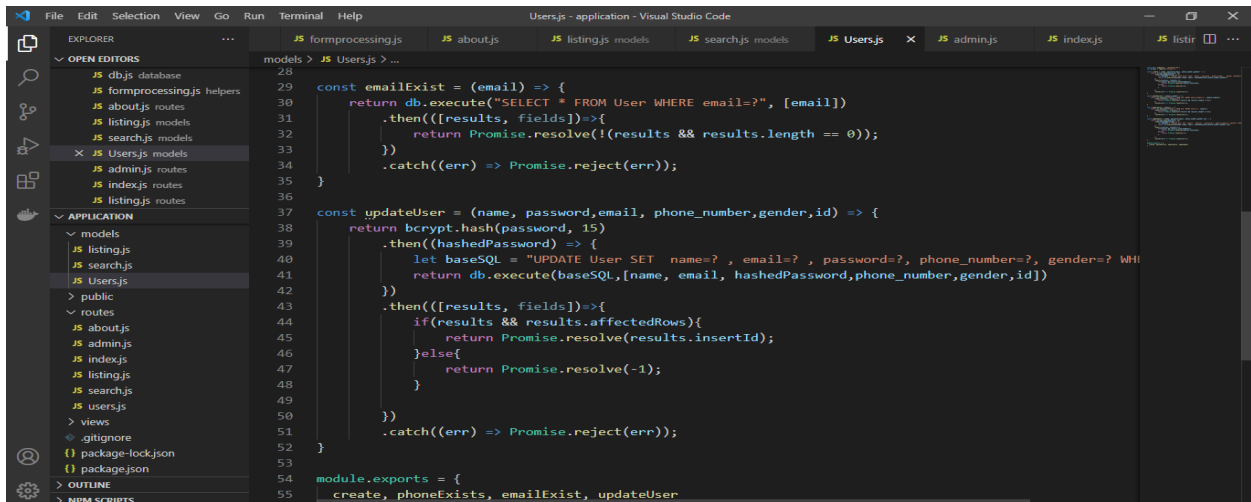 File Edit Selection View Go Run Terminal Help Users.js - application - Visual Studio Code
EXPLORER ...
OPEN EDITORS
JS db.js database
JS formprocessing.js helpers
JS about.js routes
JS listing.js models
JS search.js models
JS Users.js models
JS admin.js routes
JS index.js routes
JS listing.js routes
APPLICATION
models
JS listing.js
JS search.js
JS Users.js
public
routes
JS about.js
JS admin.js
JS index.js
JS listing.js
JS search.js
JS users.js
views
.gitignore
{} package-lock.json
{} package.json
OUTLINE
NPM SCRIPTS
JS formprocessing.js JS about.js JS listing.js models JS search.js models JS Users.js JS admin.js JS index.js JS listir ...
models > JS Users.js > ...
28
29 const emailExist = (email) => {
30 return db.execute("SELECT * FROM User WHERE email=?", [email])
31 .then(([results, fields])=>{
32 return Promise.resolve(!(results && results.length == 0));
33 })
34 .catch((err) => Promise.reject(err));
35 }
36
37 const updateUser = (name, password,email, phone_number,gender,id) => {
38 return bcrypt.hash(password, 15)
39 .then((hashedPassword) => {
40 let baseSQL = "UPDATE User SET name=? , email=? , password=?, phone_number=?, gender=? WH
41 return db.execute(baseSQL,[name, email, hashedPassword,phone_number,gender,id])
42 })
43 .then(([results, fields])=>{
44 if(results && results.affectedRows){
45 return Promise.resolve(results.insertId);
46 }else{
47 return Promise.resolve(-1);
48 }
49
50 })
51 .catch((err) => Promise.reject(err));
52 }
53
54 module.exports = {
55 create, phoneExists, emailExist, updateUser